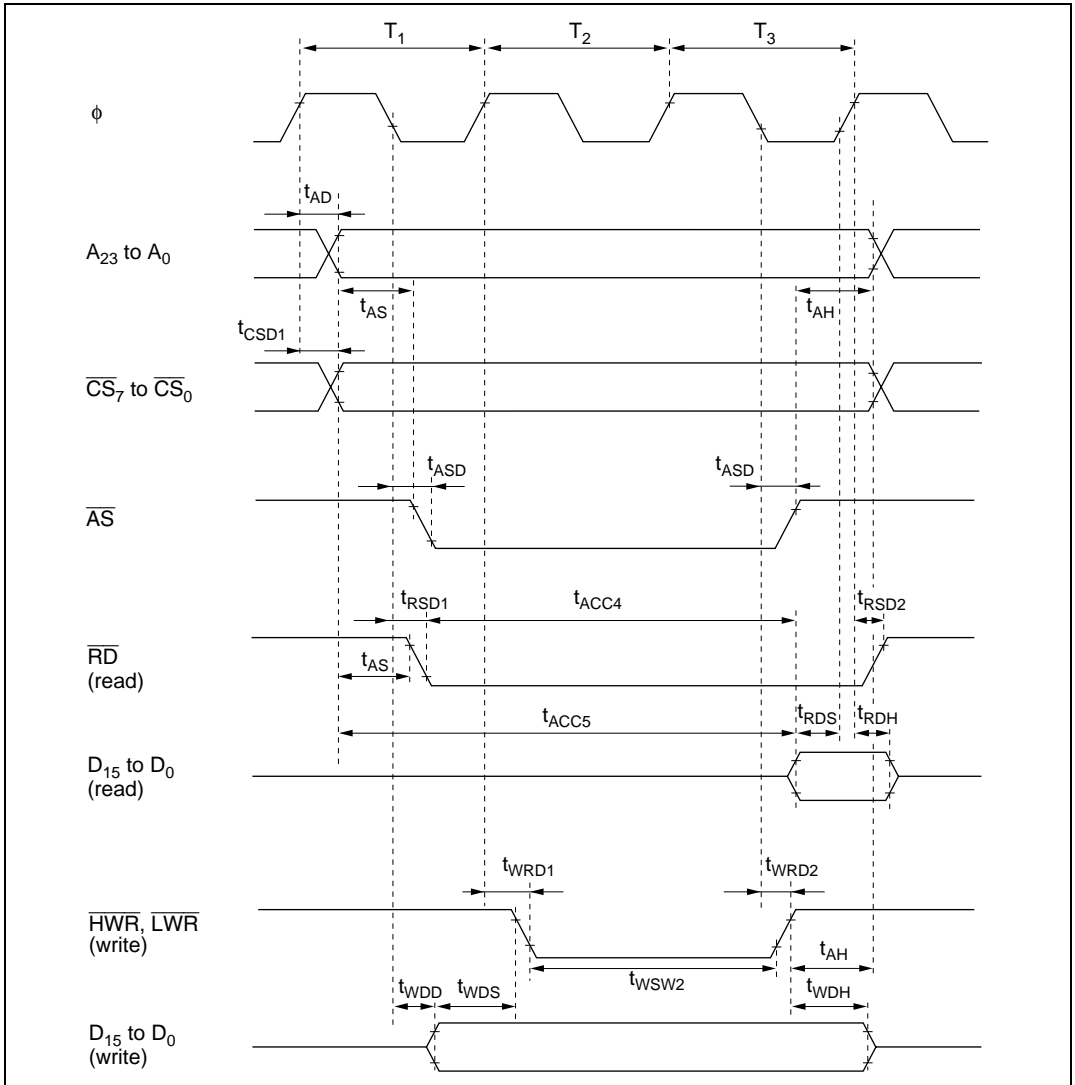 T1 T2 T3
ϕ
tAD
A23 to A0
tAS tAH
tCSD1
CS7 to CS0
tASD tASD
AS
tRSD1 tACC4 tRSD2
RD
(read)
tAS
tACC5 tRDS tRDH
D15 to D0
(read)
tWRD1 tWRD2
HWR, LWR
(write)
tAH
tWSW2
tWDD tWDS tWDH
D15 to D0
(write)